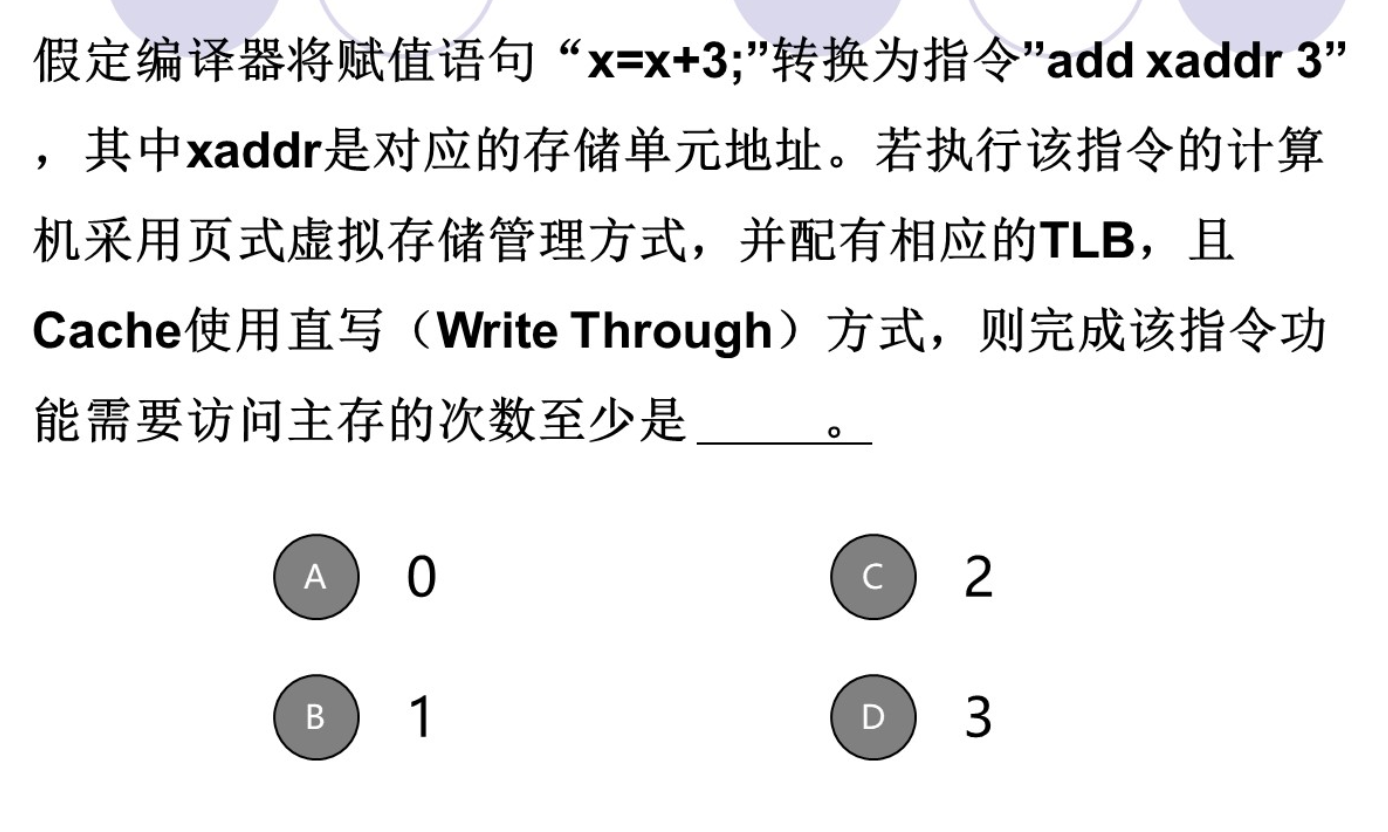 假定编译器将赋值语句“x=x+3;”转换为指令”add xaddr 3”
，其中xaddr是对应的存储单元地址。若执行该指令的计算
机采用页式虚拟存储管理方式，并配有相应的TLB，且
Cache使用直写（Write Through）方式，则完成该指令功
能需要访问主存的次数至少是______。
A 0
C 2
B 1
D 3